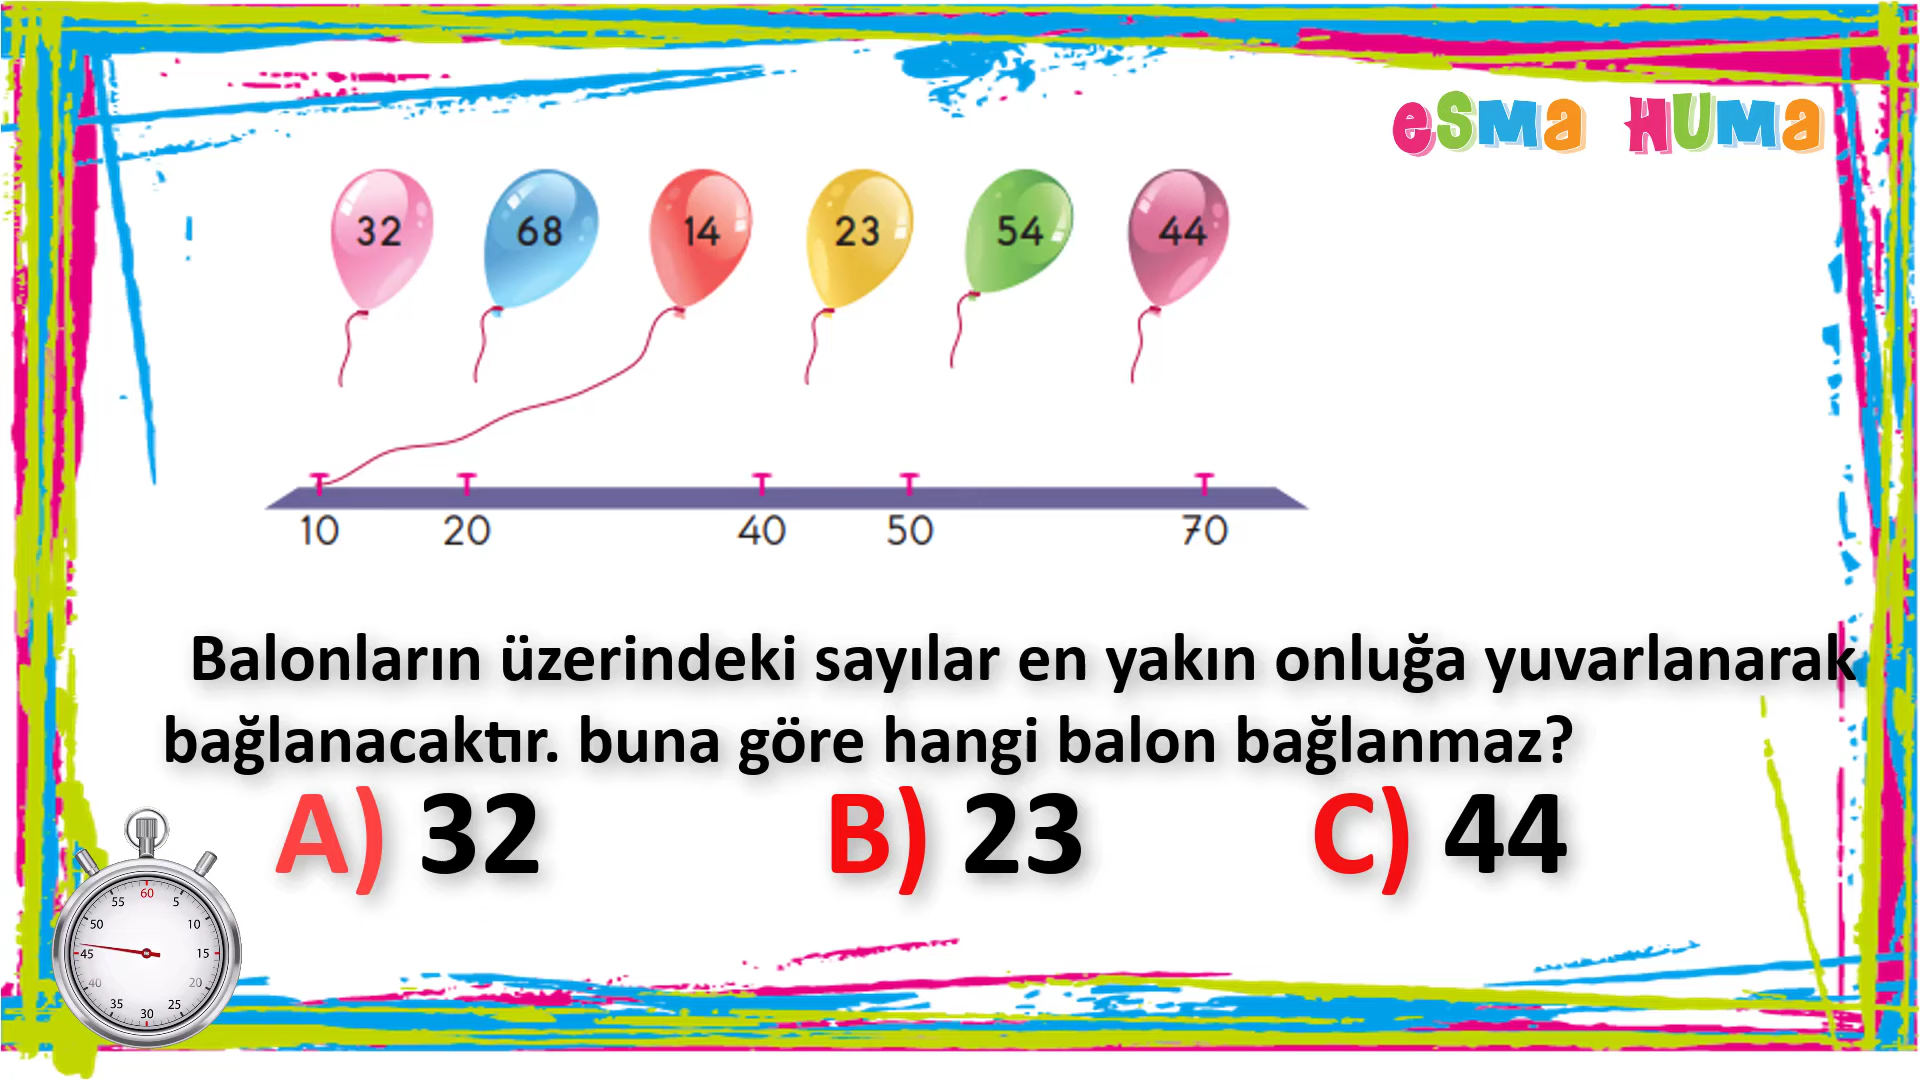 eSMa HUMa
32 68 14 23 54 44
10 20 40 50 70
Balonların üzerindeki sayılar en yakın onluğa yuvarlanarak
bağlanacaktır. buna göre hangi balon bağlanmaz?
A) 32 B) 23 C) 44
60
55 5
50 10
45 15
40 20
35 25
30